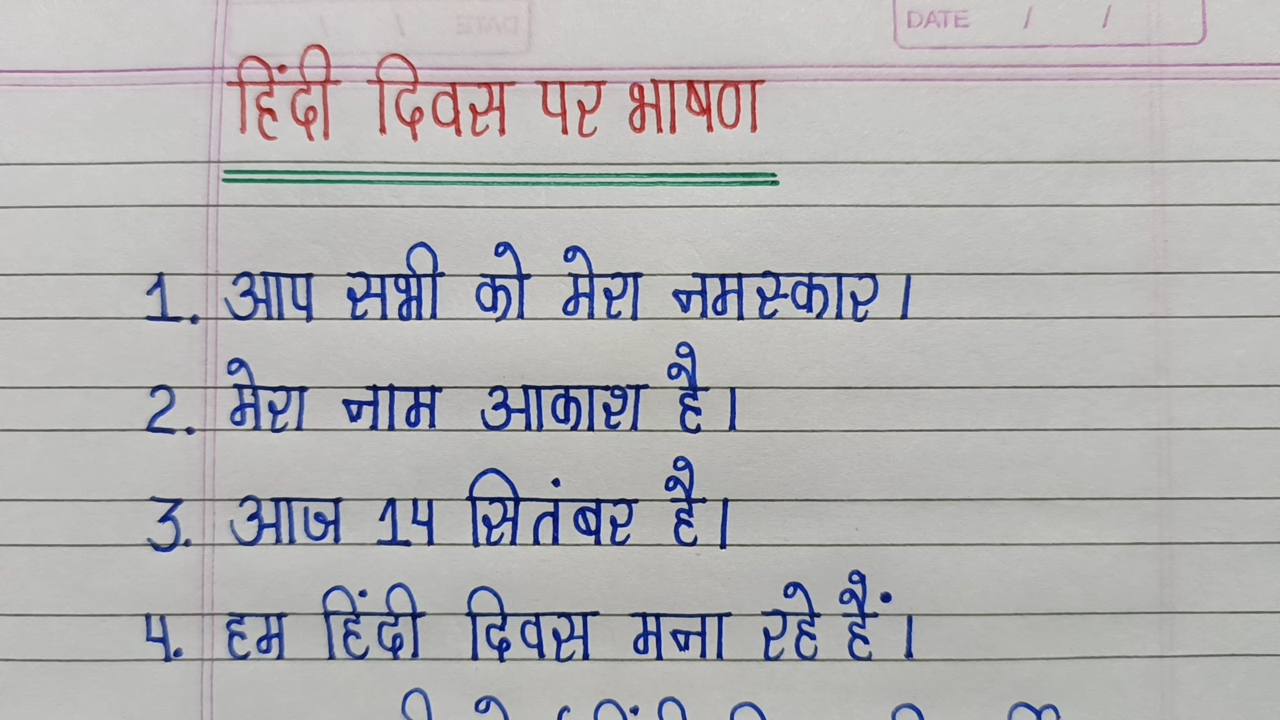 DATE / /
हिंदी दिवस पर भाषण
1. आप सभी को मेरा नमस्कार।
2. मेरा नाम आकाश है।
3. आज 14 सितंबर है।
4. हम हिंदी दिवस मना रहे हैं।